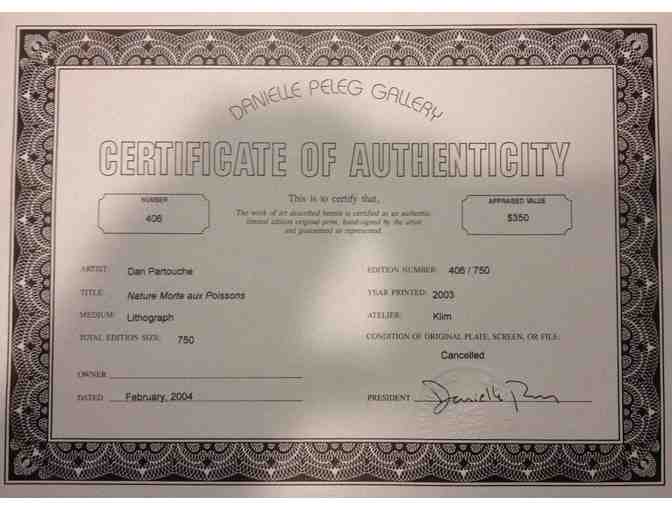 DANIELLE PELEG GALLERY
CERTIFICATE OF AUTHENTICITY
NUMBER
406
This is to certify that,
The work of art described herein is certified as an authentic
limited edition original print, hand-signed by the artist
and guaranteed as represented.
APPRAISED VALUE
$350
ARTIST: Dan Partouche
TITLE: Nature Morte aux Poissons
MEDIUM: Lithograph
TOTAL EDITION SIZE: 750
OWNER
DATED February, 2004
EDITION NUMBER: 406 / 750
YEAR PRINTED: 2003
ATELIER: Klim
CONDITION OF ORIGINAL PLATE, SCREEN, OR FILE:
Cancelled
PRESIDENT